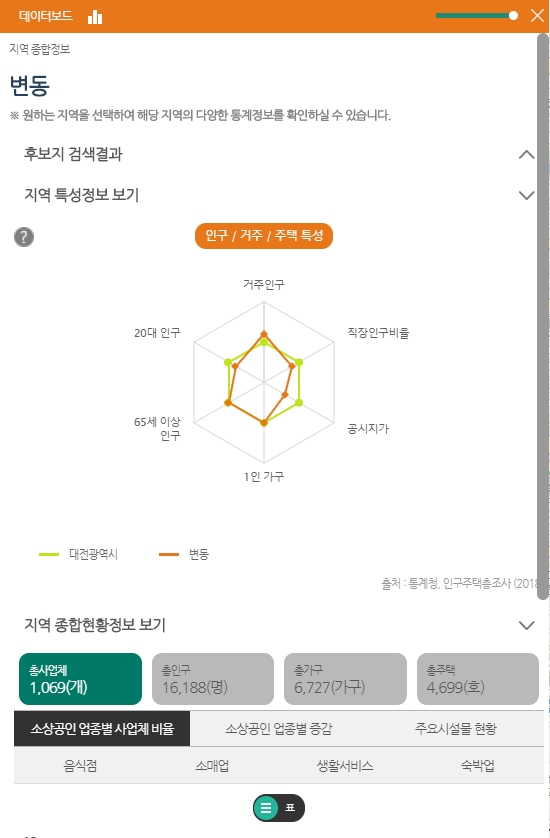 데이터보드
지역 종합정보
변동
※ 원하는 지역을 선택하여 해당 지역의 다양한 통계정보를 확인하실 수 있습니다.
후보지 검색결과
지역 특성정보 보기
?
인구 / 거주 / 주택 특성
거주인구
20대 인구
직장인구비율
65세 이상
인구
공시지가
1인 가구
대전광역시
변동
출처 : 통계청, 인구주택총조사 (2018
지역 종합현황정보 보기
총사업체
1,069(개)
총인구
16,188(명)
총가구
6,727(가구)
총주택
4,699(호)
소상공인 업종별 사업체 비율
소상공인 업종별 증감
주요시설물 현황
음식점
소매업
생활서비스
숙박업
표